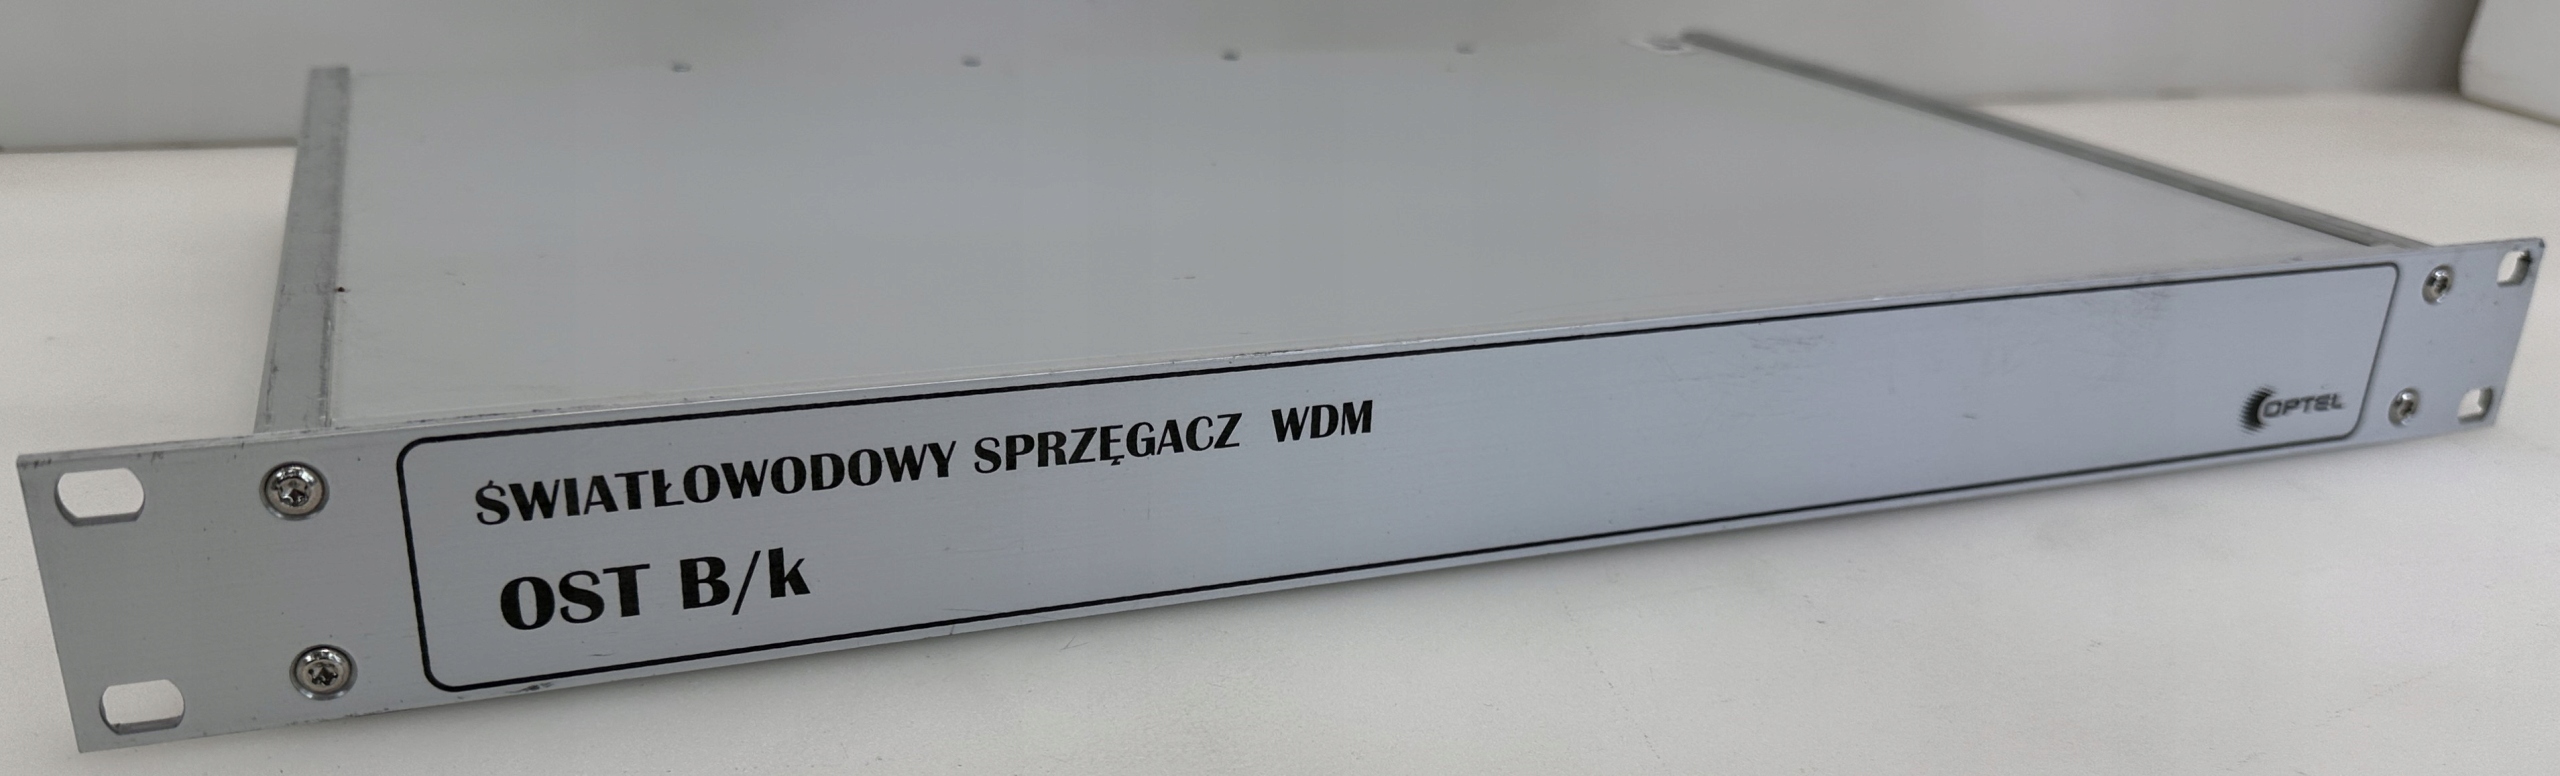 ŚWIATŁOWODOWY SPRZĘGACZ WDM
OST B/k
OPTEL